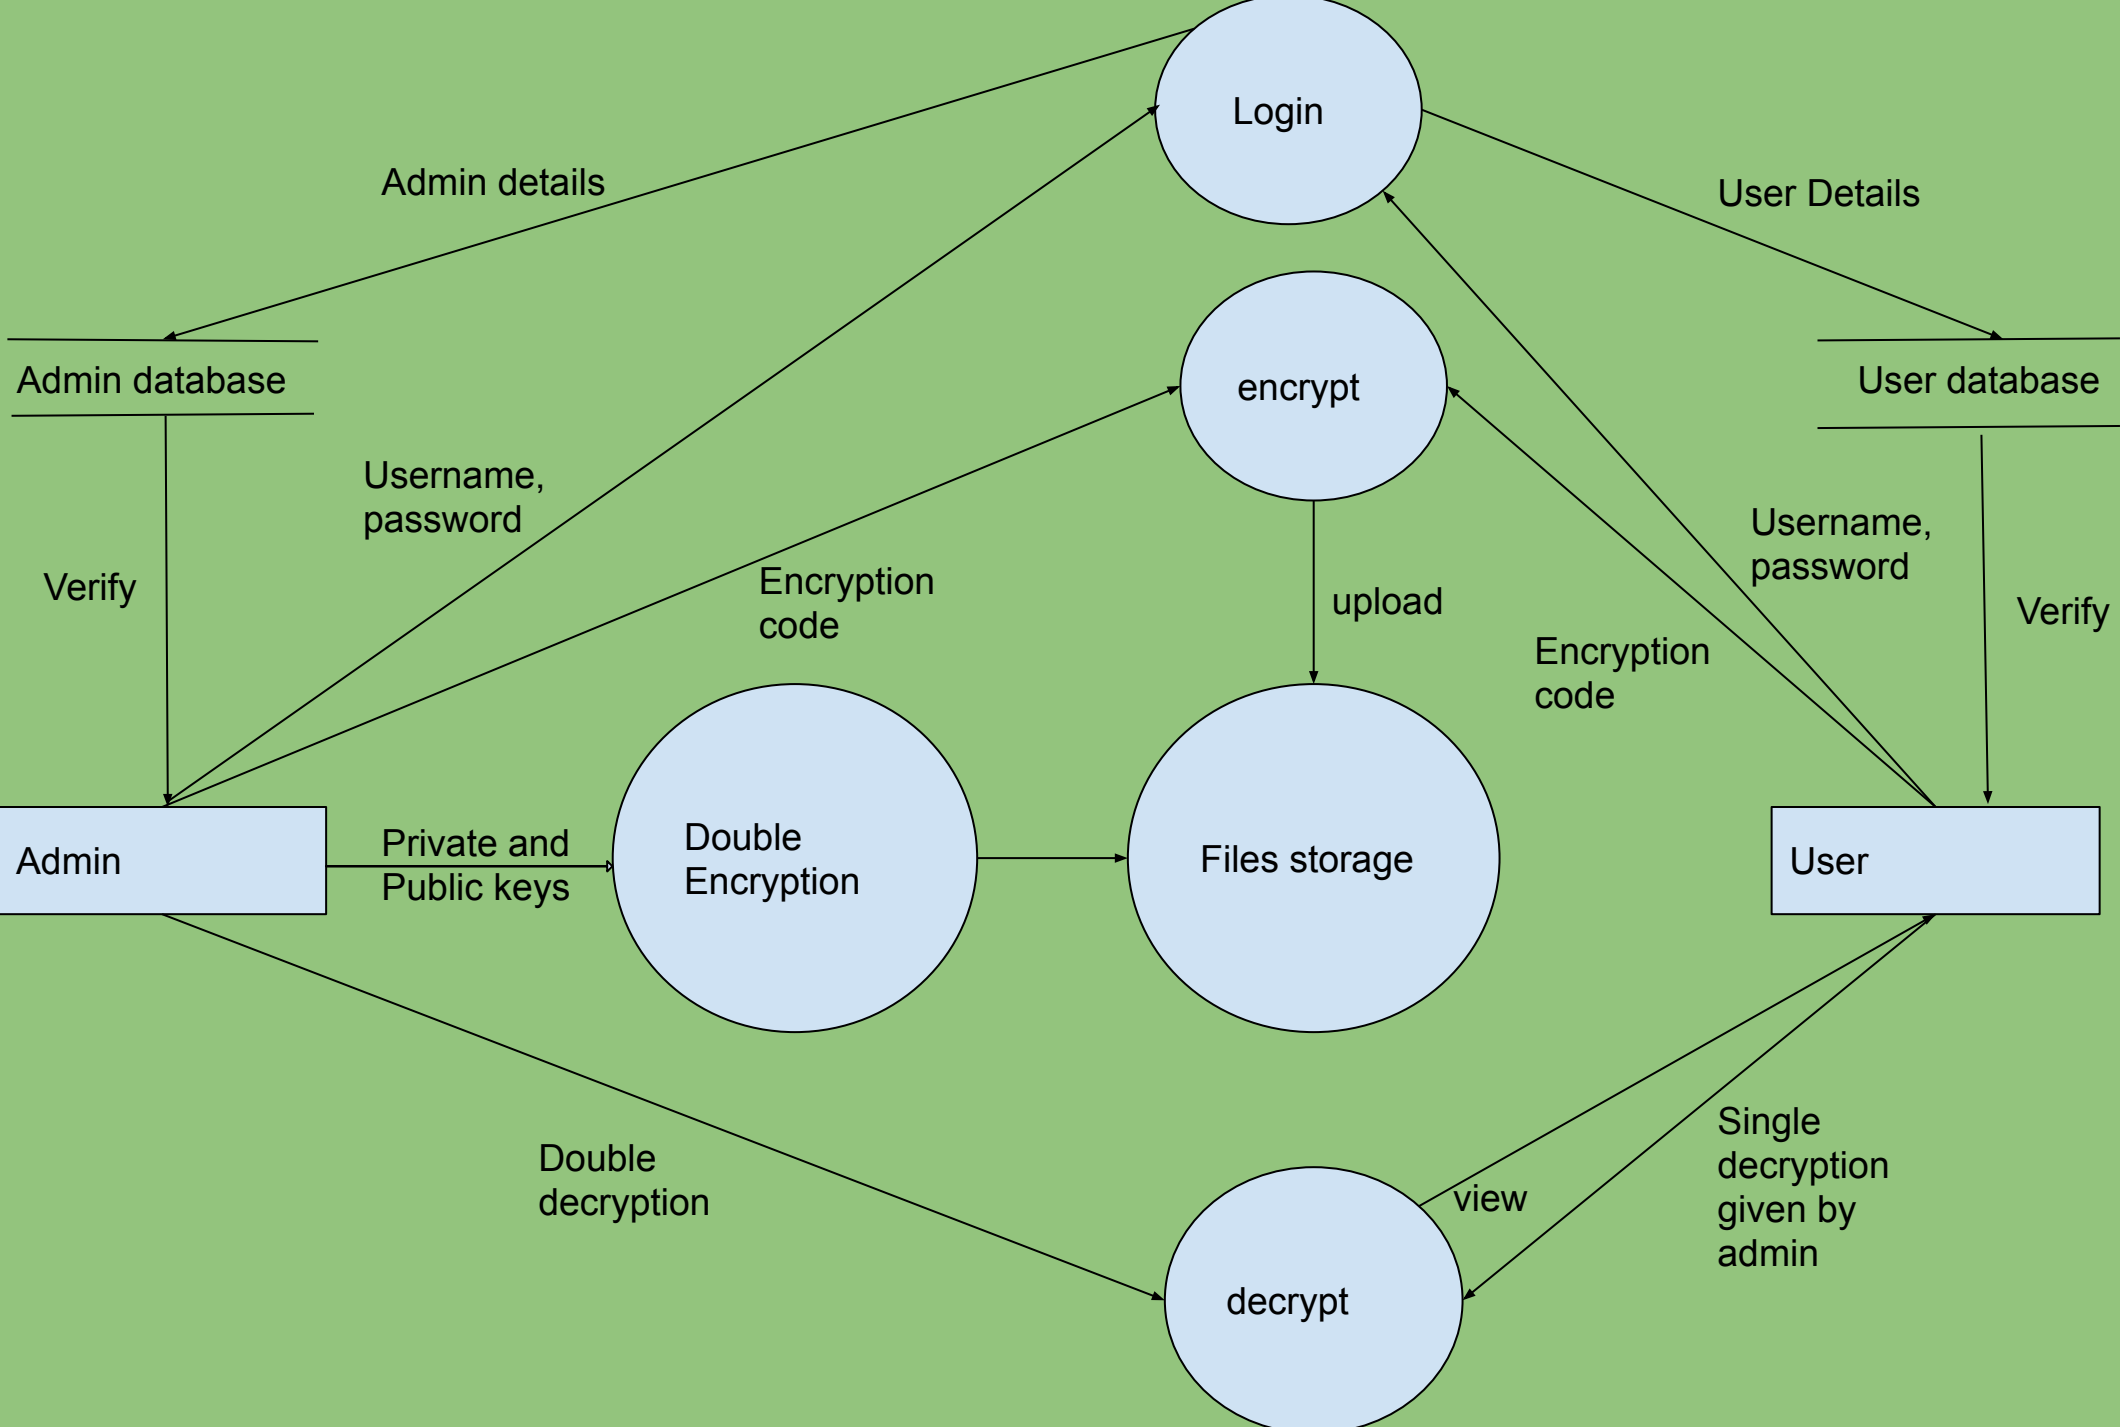 Login
Admin details
User Details
Admin database
encrypt
User database
Username,
password
Username,
password
Verify
Encryption
code
upload
Verify
Encryption
code
Admin
Private and
Public keys
Double
Encryption
Files storage
User
Double
decryption
view
Single
decryption
given by
admin
decrypt